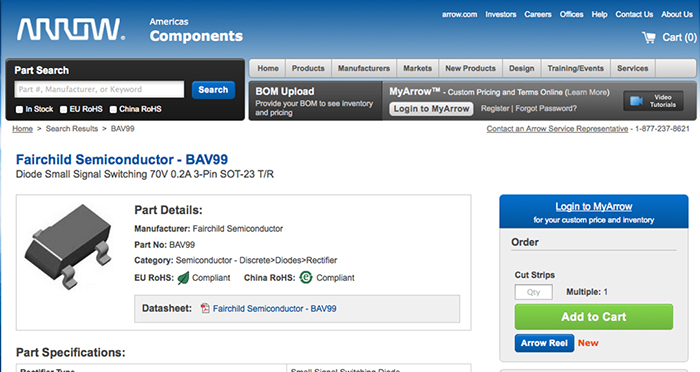 arrow.com Investors Careers Offices Help Contact Us About Us
ARROW Americas
Components
Cart (0)
Part Search
Part #, Manufacturer, or Keyword Search
In Stock EU RoHS China RoHS
Home Products Manufacturers Markets New Products Design Training/Events Services
BOM Upload
Provide your BOM to see inventory
and pricing
MyArrow™ - Custom Pricing and Terms Online (Learn More)
Login to MyArrow Register | Forgot Password?
Video
Tutorials
Home > Search Results > BAV99
Contact an Arrow Service Representative - 1-877-237-8621
Fairchild Semiconductor - BAV99
Diode Small Signal Switching 70V 0.2A 3-Pin SOT-23 T/R
Part Details:
Manufacturer: Fairchild Semiconductor
Part No: BAV99
Category: Semiconductor - Discrete>Diodes>Rectifier
EU RoHS: Compliant China RoHS: e Compliant
Datasheet: Fairchild Semiconductor - BAV99
Login to MyArrow
for your custom price and inventory
Order
Cut Strips
Qty Multiple: 1
Add to Cart
Arrow Reel New
Part Specifications:
Rectifier Type Small Signal Switching Diode